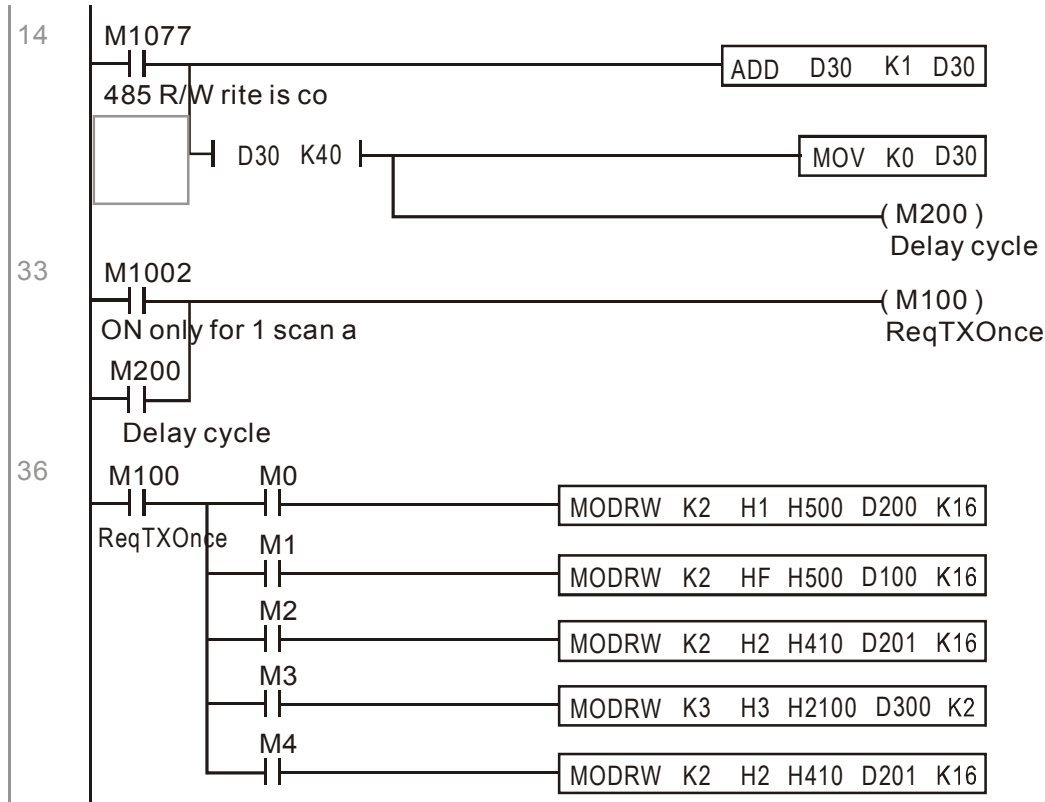 14 M1077
ADD D30 K1 D30
485 R/W rite is co
D30 K40 MOV K0 D30
( M200 )
Delay cycle
33 M1002
( M100 )
ON only for 1 scan a ReqTXOnce
M200
Delay cycle
36 M100 M0
MODRW K2 H1 H500 D200 K16
ReqTXOnce M1
MODRW K2 HF H500 D100 K16
M2
MODRW K2 H2 H410 D201 K16
M3
MODRW K3 H3 H2100 D300 K2
M4
MODRW K2 H2 H410 D201 K16